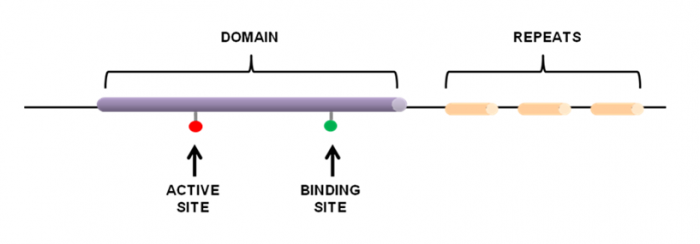 DOMAIN
REPEATS
ACTIVE
SITE
BINDING
SITE